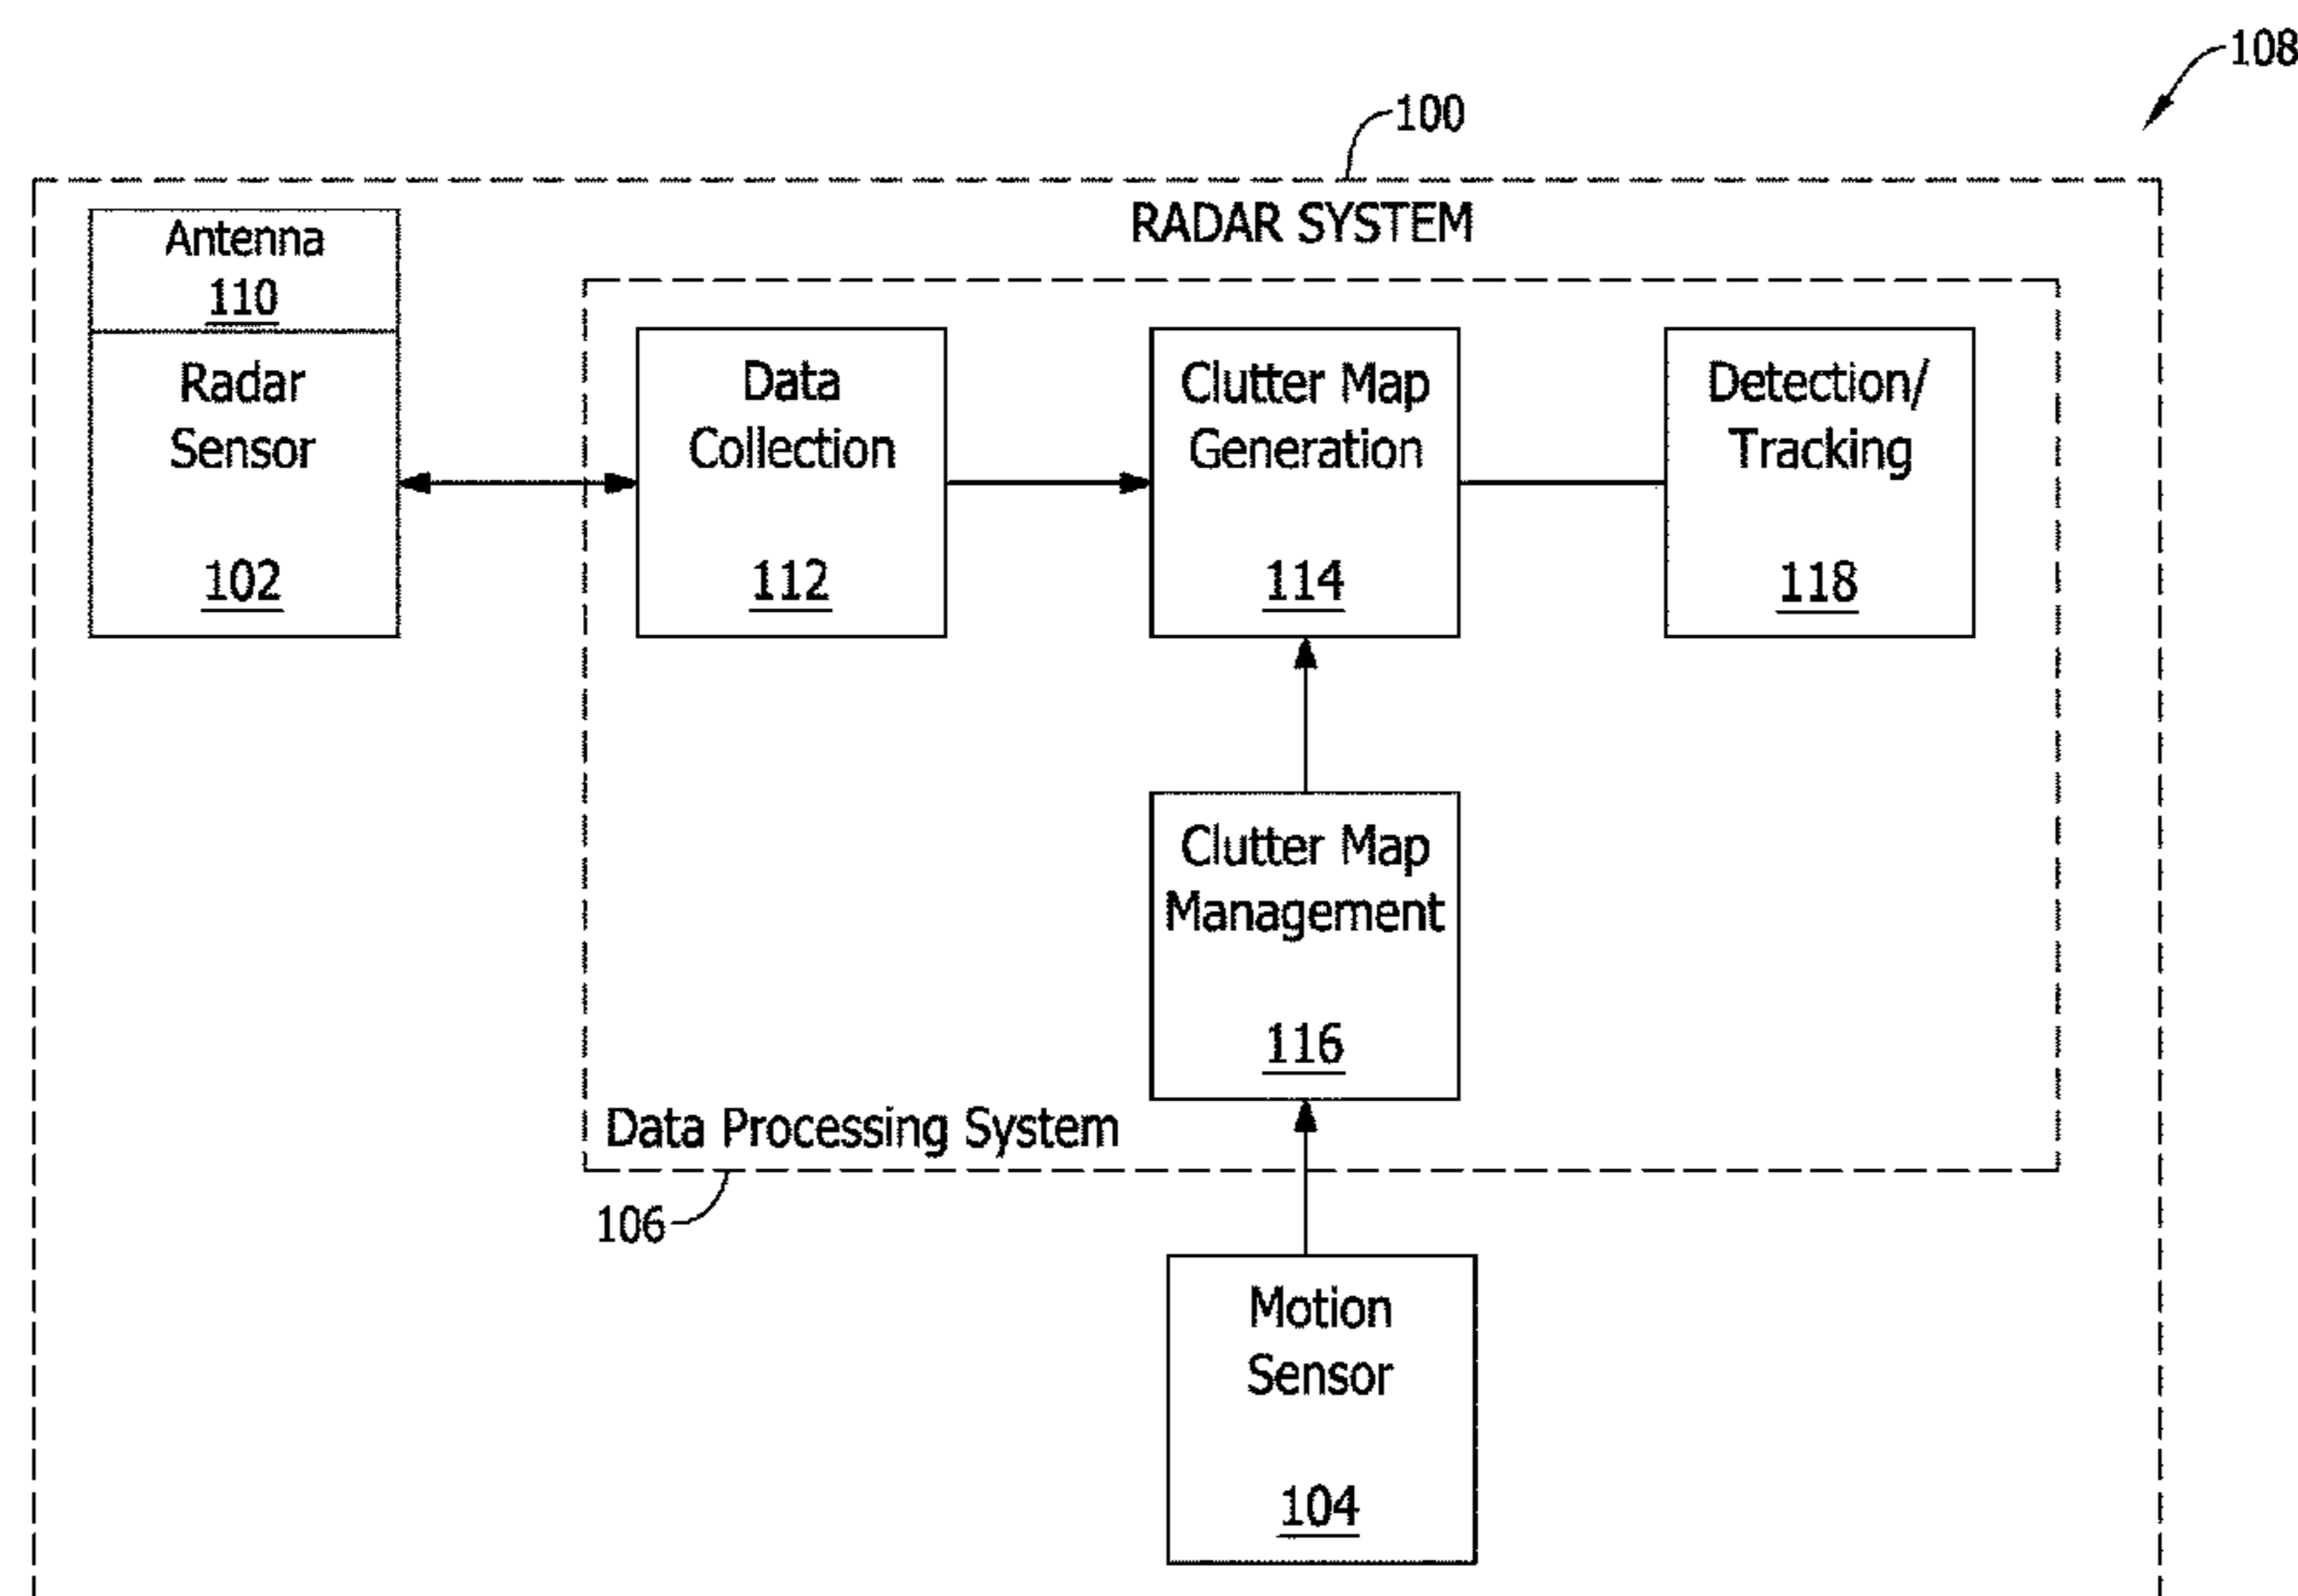 108
100
RADAR SYSTEM
Antenna
110
Radar
Sensor
102
Data
Collection
112
Clutter Map
Generation
114
Detection/
Tracking
118
Clutter Map
Management
116
Data Processing System
106
Motion
Sensor
104